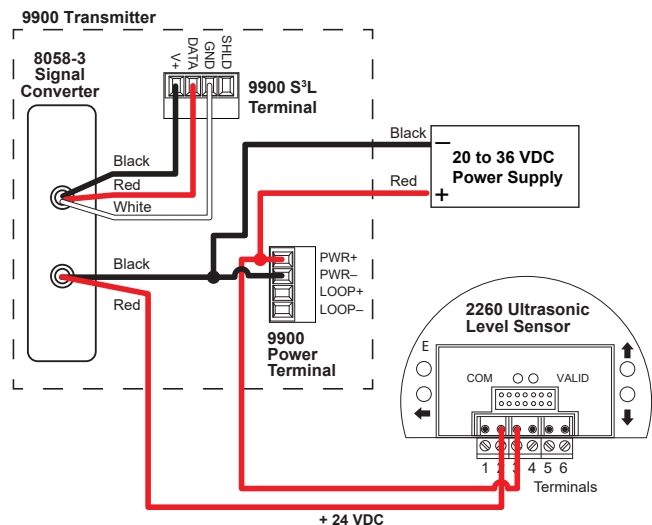 9900 Transmitter
8058-3
Signal
Converter
V+
DATA
GND
SHLD
9900 S³L
Terminal
Black
Red
White
Black
Red
Black
–
20 to 36 VDC
Power Supply
Red
+
PWR+
PWR–
LOOP+
LOOP–
9900
Power
Terminal
2260 Ultrasonic
Level Sensor
E
COM
VALID
1 2 3 4 5 6
Terminals
+ 24 VDC